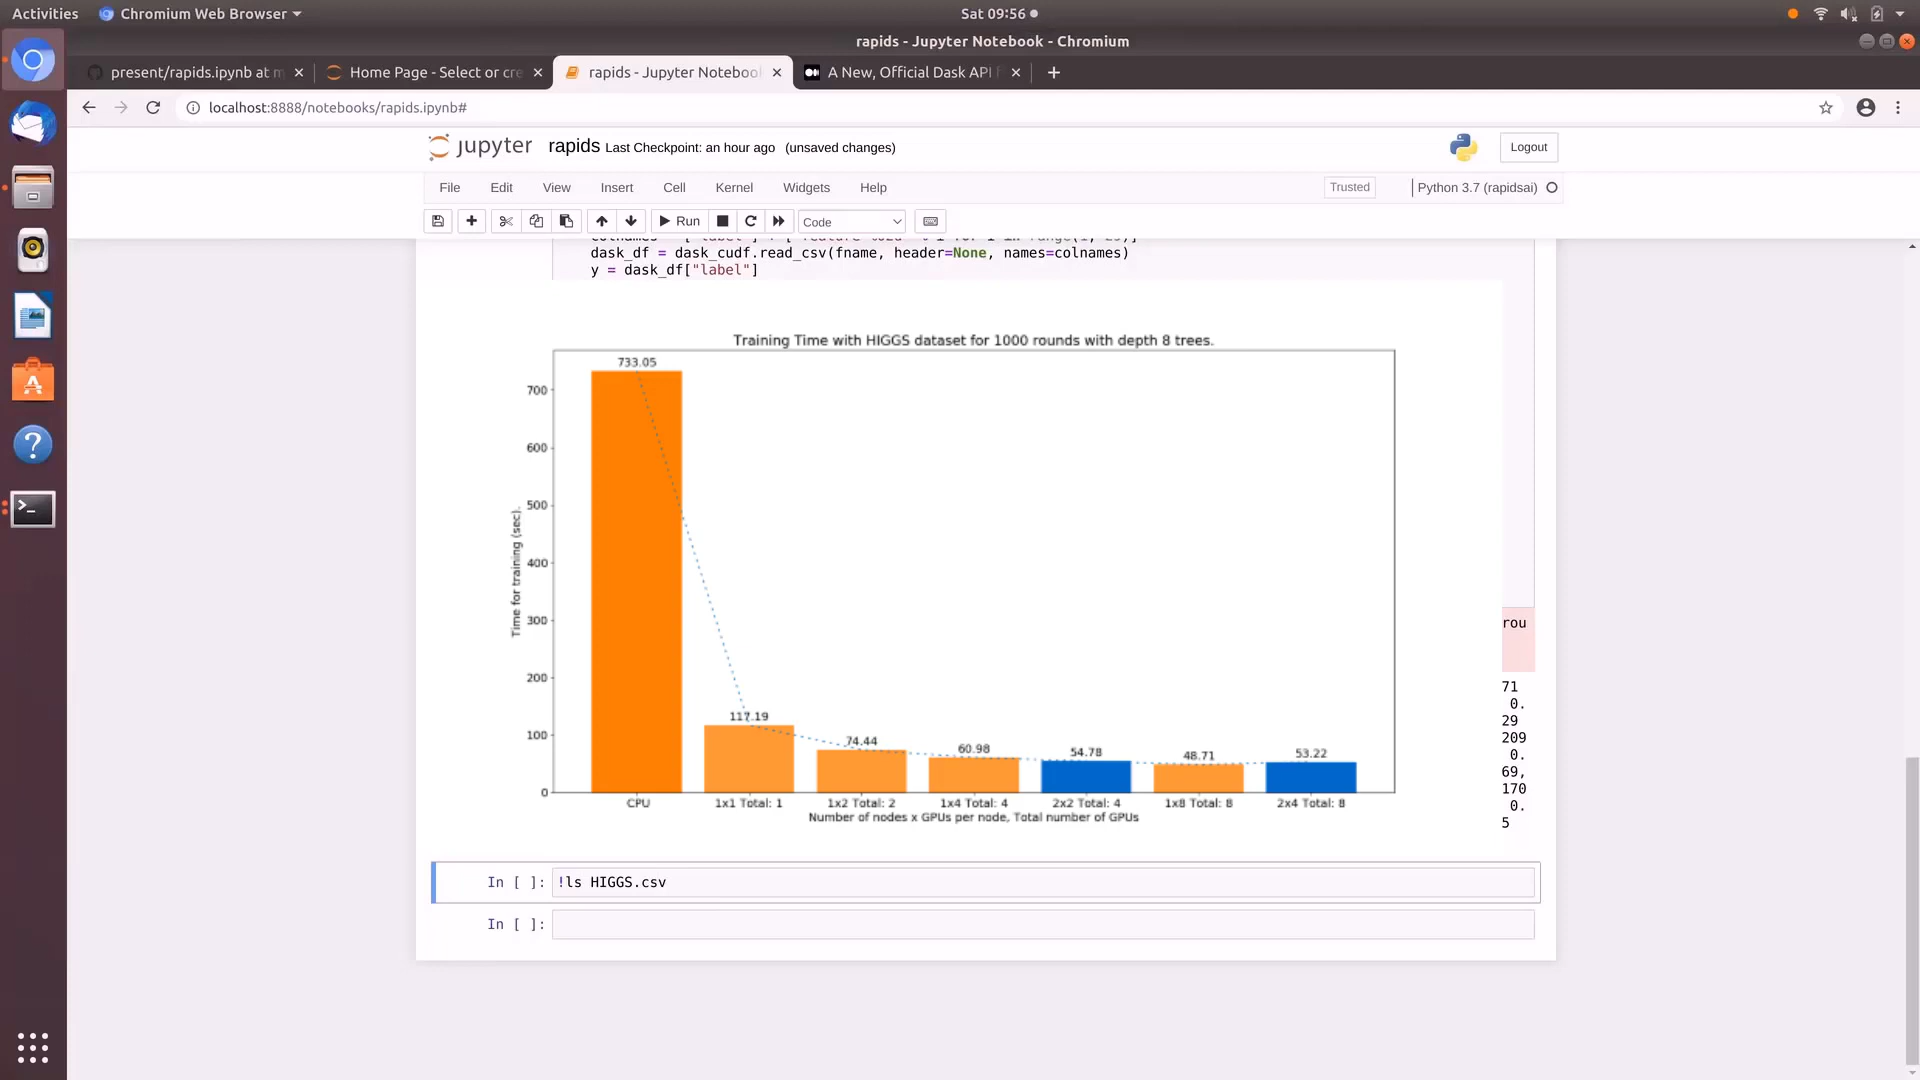 Activities
Chromium Web Browser
Sat 09:56
rapids - Jupyter Notebook - Chromium
present/rapids.ipynb at m
Home Page - Select or cre
rapids - Jupyter Noteboo
A New, Official Dask API f
localhost:8888/notebooks/rapids.ipynb#
jupyter
rapids Last Checkpoint: an hour ago (unsaved changes)
Logout
File Edit View Insert Cell Kernel Widgets Help
Trusted
Python 3.7 (rapidsai)
Run
Code
dask_df = dask_cudf.read_csv(fname, header=None, names=colnames)
y = dask_df["label"]
Training Time with HIGGS dataset for 1000 rounds with depth 8 trees.
733.05
700
600
500
400
300
200
100
0
Time for training (sec).
117.19
74.44
60.98
54.78
48.71
53.22
CPU
1x1 Total: 1
1x2 Total: 2
1x4 Total: 4
2x2 Total: 4
1x8 Total: 8
2x4 Total: 8
Number of nodes x GPUs per node, Total number of GPUs
rou
71
0.
29
209
0.
69,
170
0.
5
In [ ]: !ls HIGGS.csv
In [ ]: